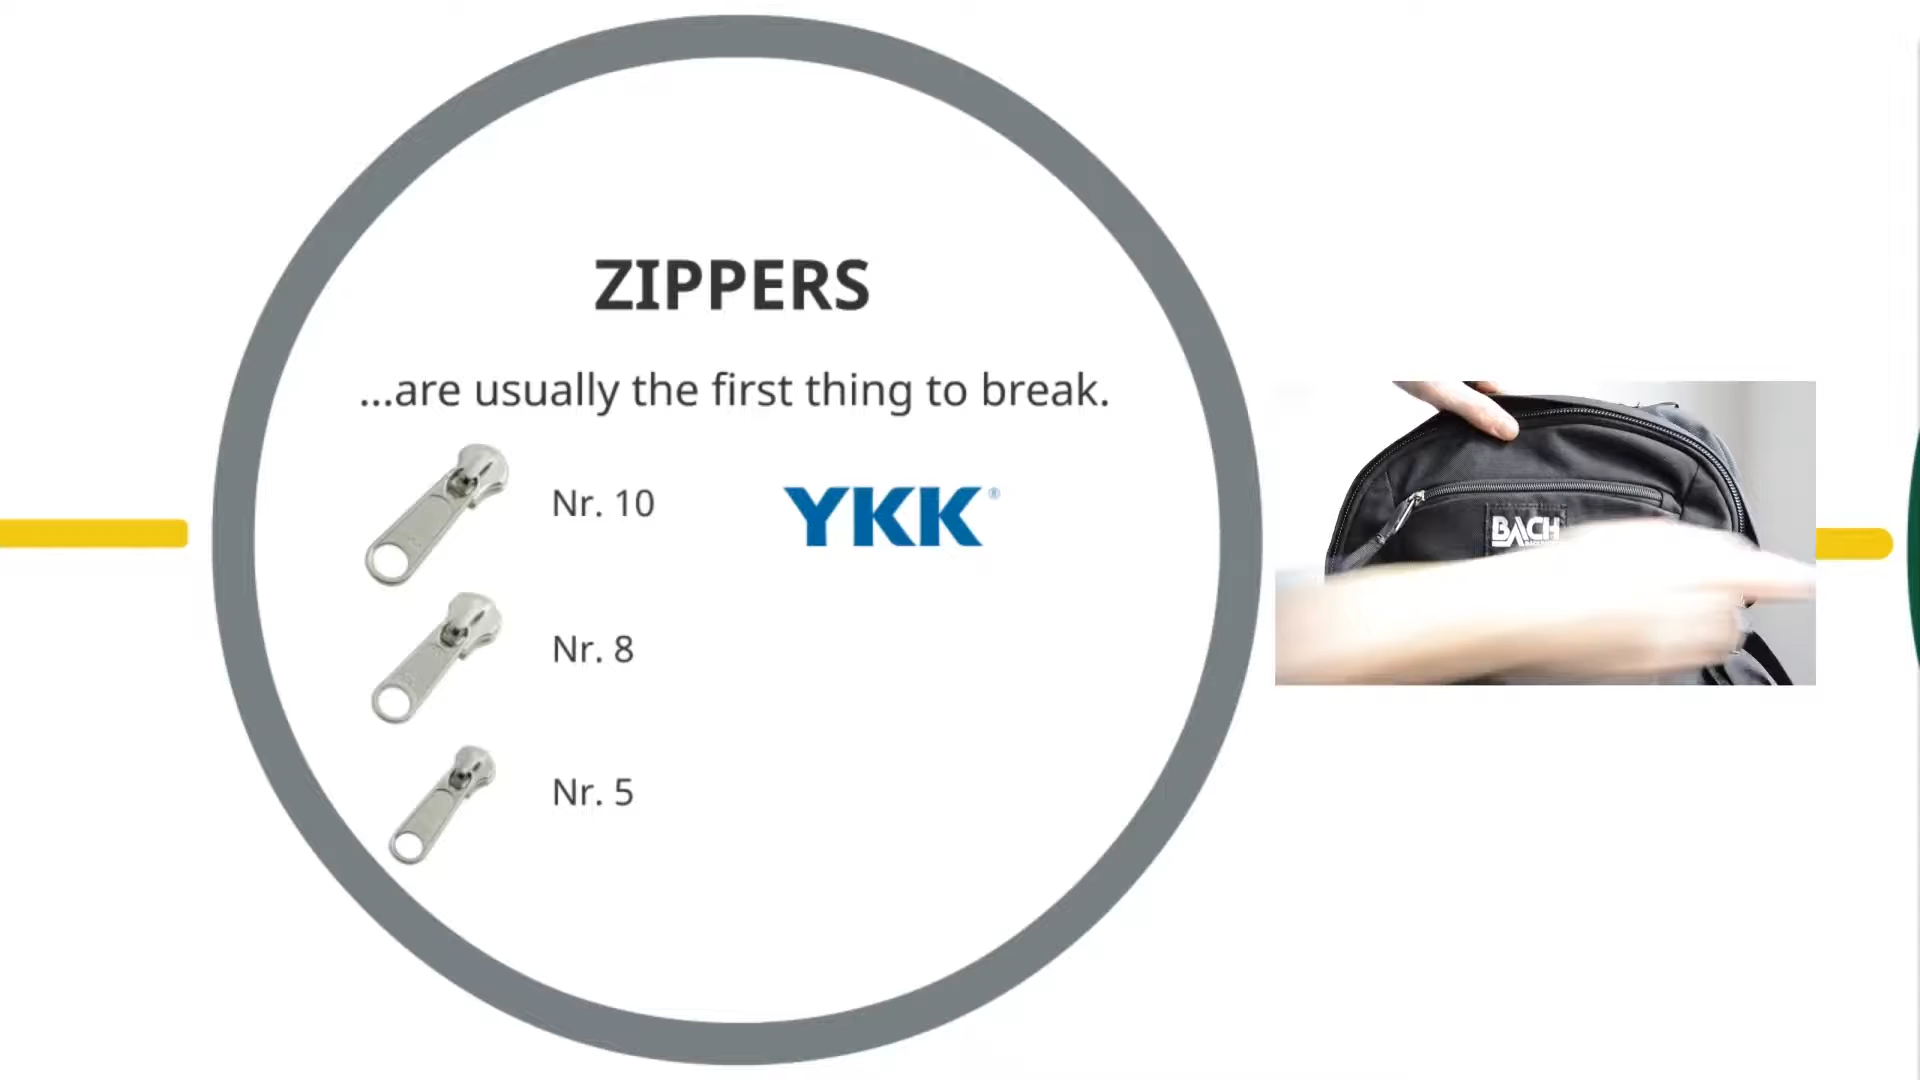 ZIPPERS
...are usually the first thing to break.
Nr. 10
YKK®
Nr. 8
Nr. 5
BACH